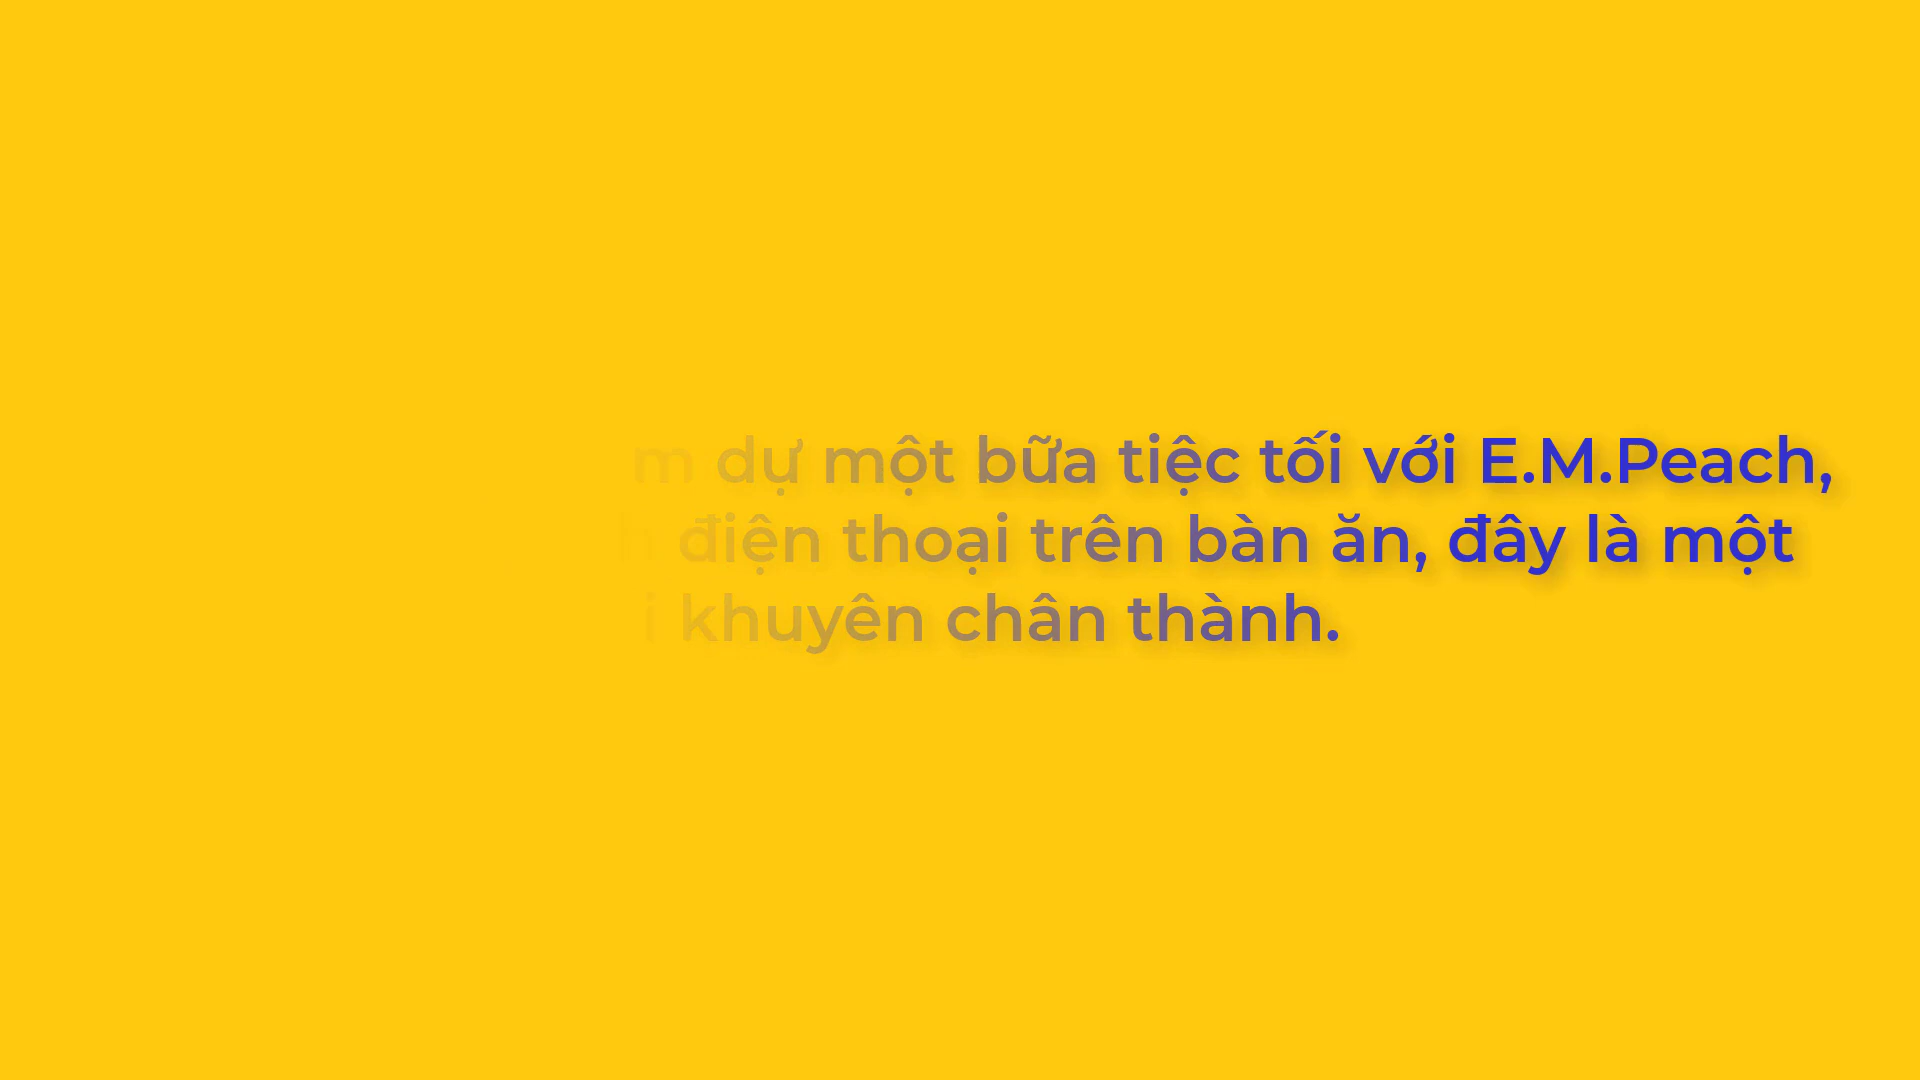 dự một bữa tiệc tối với E.M.Peach,
điện thoại trên bàn ăn, đây là một
khuyên chân thành.